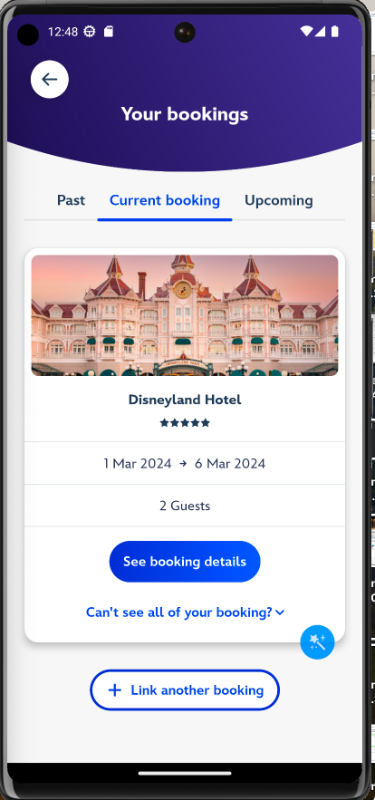 12:48
Your bookings
Past Current booking Upcoming
Disneyland Hotel
1 Mar 2024 → 6 Mar 2024
2 Guests
See booking details
Can't see all of your booking?
+ Link another booking